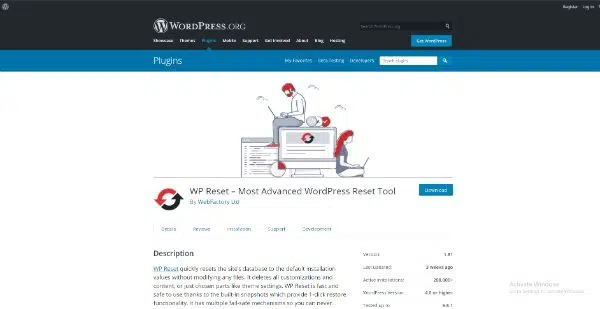 Register Log In
WORDPRESS.ORG
Search WordPress.org
Showcase Themes Plugins Mobile Support Get Involved About Blog Hosting
Get WordPress
Plugins
My Favorites Beta Testing Developers Search plugins
WP Reset – Most Advanced WordPress Reset Tool
By WebFactory Ltd
Download
Details Reviews Installation Support Development
Description
WP Reset quickly resets the site's database to the default installation
values without modifying any files. It deletes all customizations and
content, or just chosen parts like theme settings. WP Reset is fast and
safe to use thanks to the built-in snapshots which provide 1-click restore
functionality. It has multiple fail-safe mechanisms so you can never
Version:
Last updated: 3 weeks ago
Active installations:
WordPress Version: 4.0 or higher
Tested up to:
Activate Windows
Go to Settings to activate Windows.